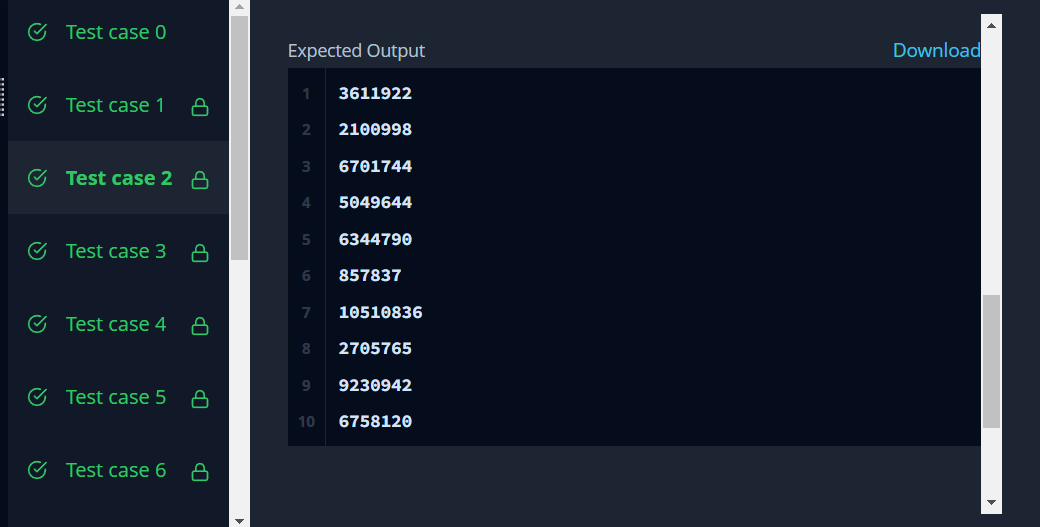 Test case 0
Test case 1
Test case 2
Test case 3
Test case 4
Test case 5
Test case 6
Expected Output
Download
1 3611922
2 2100998
3 6701744
4 5049644
5 6344790
6 857837
7 10510836
8 2705765
9 9230942
10 6758120